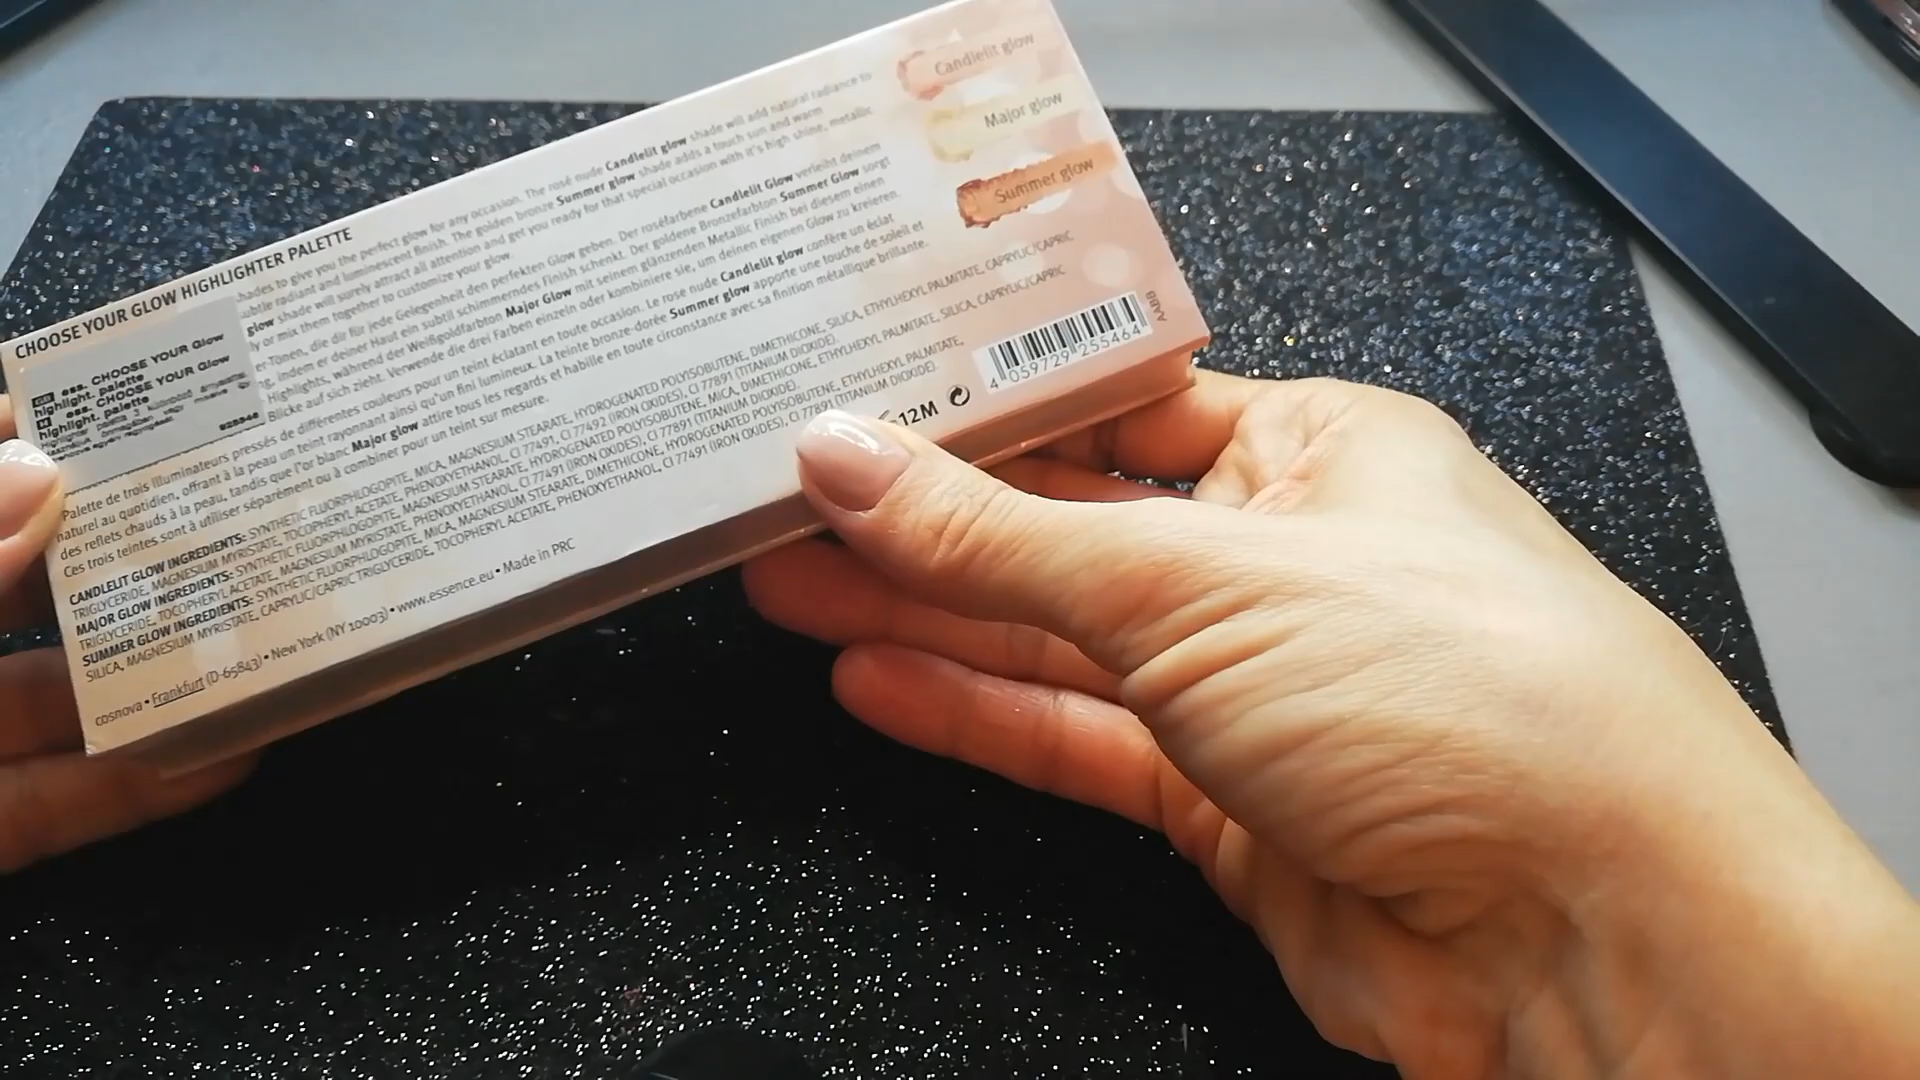 CHOOSE YOUR GLOW HIGHLIGHTER PALETTE
hades to give you the perfect glow for any occasion. The rosé nude Candlelit glow shade will add natural radiance to
ubtle radiant and luminescent finish. The golden bronze Summer glow shade adds a touch sun and warm
glow shade will surely attract all attention and get you ready for that special occasion with it's high shine, metallic
ly or mix them together to customize your glow.
er Tönen, die dir für jede Gelegenheit den perfekten Glow geben. Der roséfarbene Candlelit Glow verleiht deinem
ng, indem er deiner Haut ein subtil schimmerndes Finish schenkt. Der goldene Bronzefarbton Summer Glow sorgt
Highlights, während der Weißgoldfarbton Major Glow mit seinem glänzenden Metallic Finish bei diesem einen
Blicke auf sich zieht. Verwende die drei Farben einzeln oder kombiniere sie, um deinen eigenen Glow zu kreieren.
ess. CHOOSE YOUR Glow
highlight. palette
ess. CHOOSE YOUR Glow
highlight. palette
Palette de trois illuminateurs pressés de différentes couleurs pour un teint éclatant en toute occasion. Le rose nude Candlelit glow confère un éclat
naturel au quotidien, offrant à la peau un teint rayonnant ainsi qu'un fini lumineux. La teinte bronze-dorée Summer glow apporte une touche de soleil et
des reflets chauds à la peau, tandis que l'or blanc Major glow attire tous les regards et habille en toute circonstance avec sa finition métallique brillante.
Ces trois teintes sont à utiliser séparément ou à combiner pour un teint sur mesure.
CANDLELIT GLOW INGREDIENTS: SYNTHETIC FLUORPHLOGOPITE, MICA, MAGNESIUM STEARATE, HYDROGENATED POLYISOBUTENE, DIMETHICONE, SILICA, ETHYLHEXYL PALMITATE, CAPRYLIC/CAPRIC
TRIGLYCERIDE, MAGNESIUM MYRISTATE, TOCOPHERYL ACETATE, PHENOXYETHANOL, CI 77491, CI 77492 (IRON OXIDES), CI 77891 (TITANIUM DIOXIDE).
MAJOR GLOW INGREDIENTS: SYNTHETIC FLUORPHLOGOPITE, MAGNESIUM STEARATE, HYDROGENATED POLYISOBUTENE, MICA, DIMETHICONE, ETHYLHEXYL PALMITATE, SILICA, CAPRYLIC/CAPRIC
TRIGLYCERIDE, TOCOPHERYL ACETATE, MAGNESIUM MYRISTATE, PHENOXYETHANOL, CI 77491 (IRON OXIDES), CI 77891 (TITANIUM DIOXIDE).
SUMMER GLOW INGREDIENTS: SYNTHETIC FLUORPHLOGOPITE, MICA, MAGNESIUM STEARATE, DIMETHICONE, HYDROGENATED POLYISOBUTENE, ETHYLHEXYL PALMITATE,
SILICA, MAGNESIUM MYRISTATE, CAPRYLIC/CAPRIC TRIGLYCERIDE, TOCOPHERYL ACETATE, PHENOXYETHANOL, CI 77491 (IRON OXIDES), CI 77891 (TITANIUM DIOXIDE).
cosnova • Frankfurt (D-65843) • New York (NY 10003) • www.essence.eu • Made in PRC
12M
Candlelit glow
Major glow
Summer glow
4 059729 255464
AABB